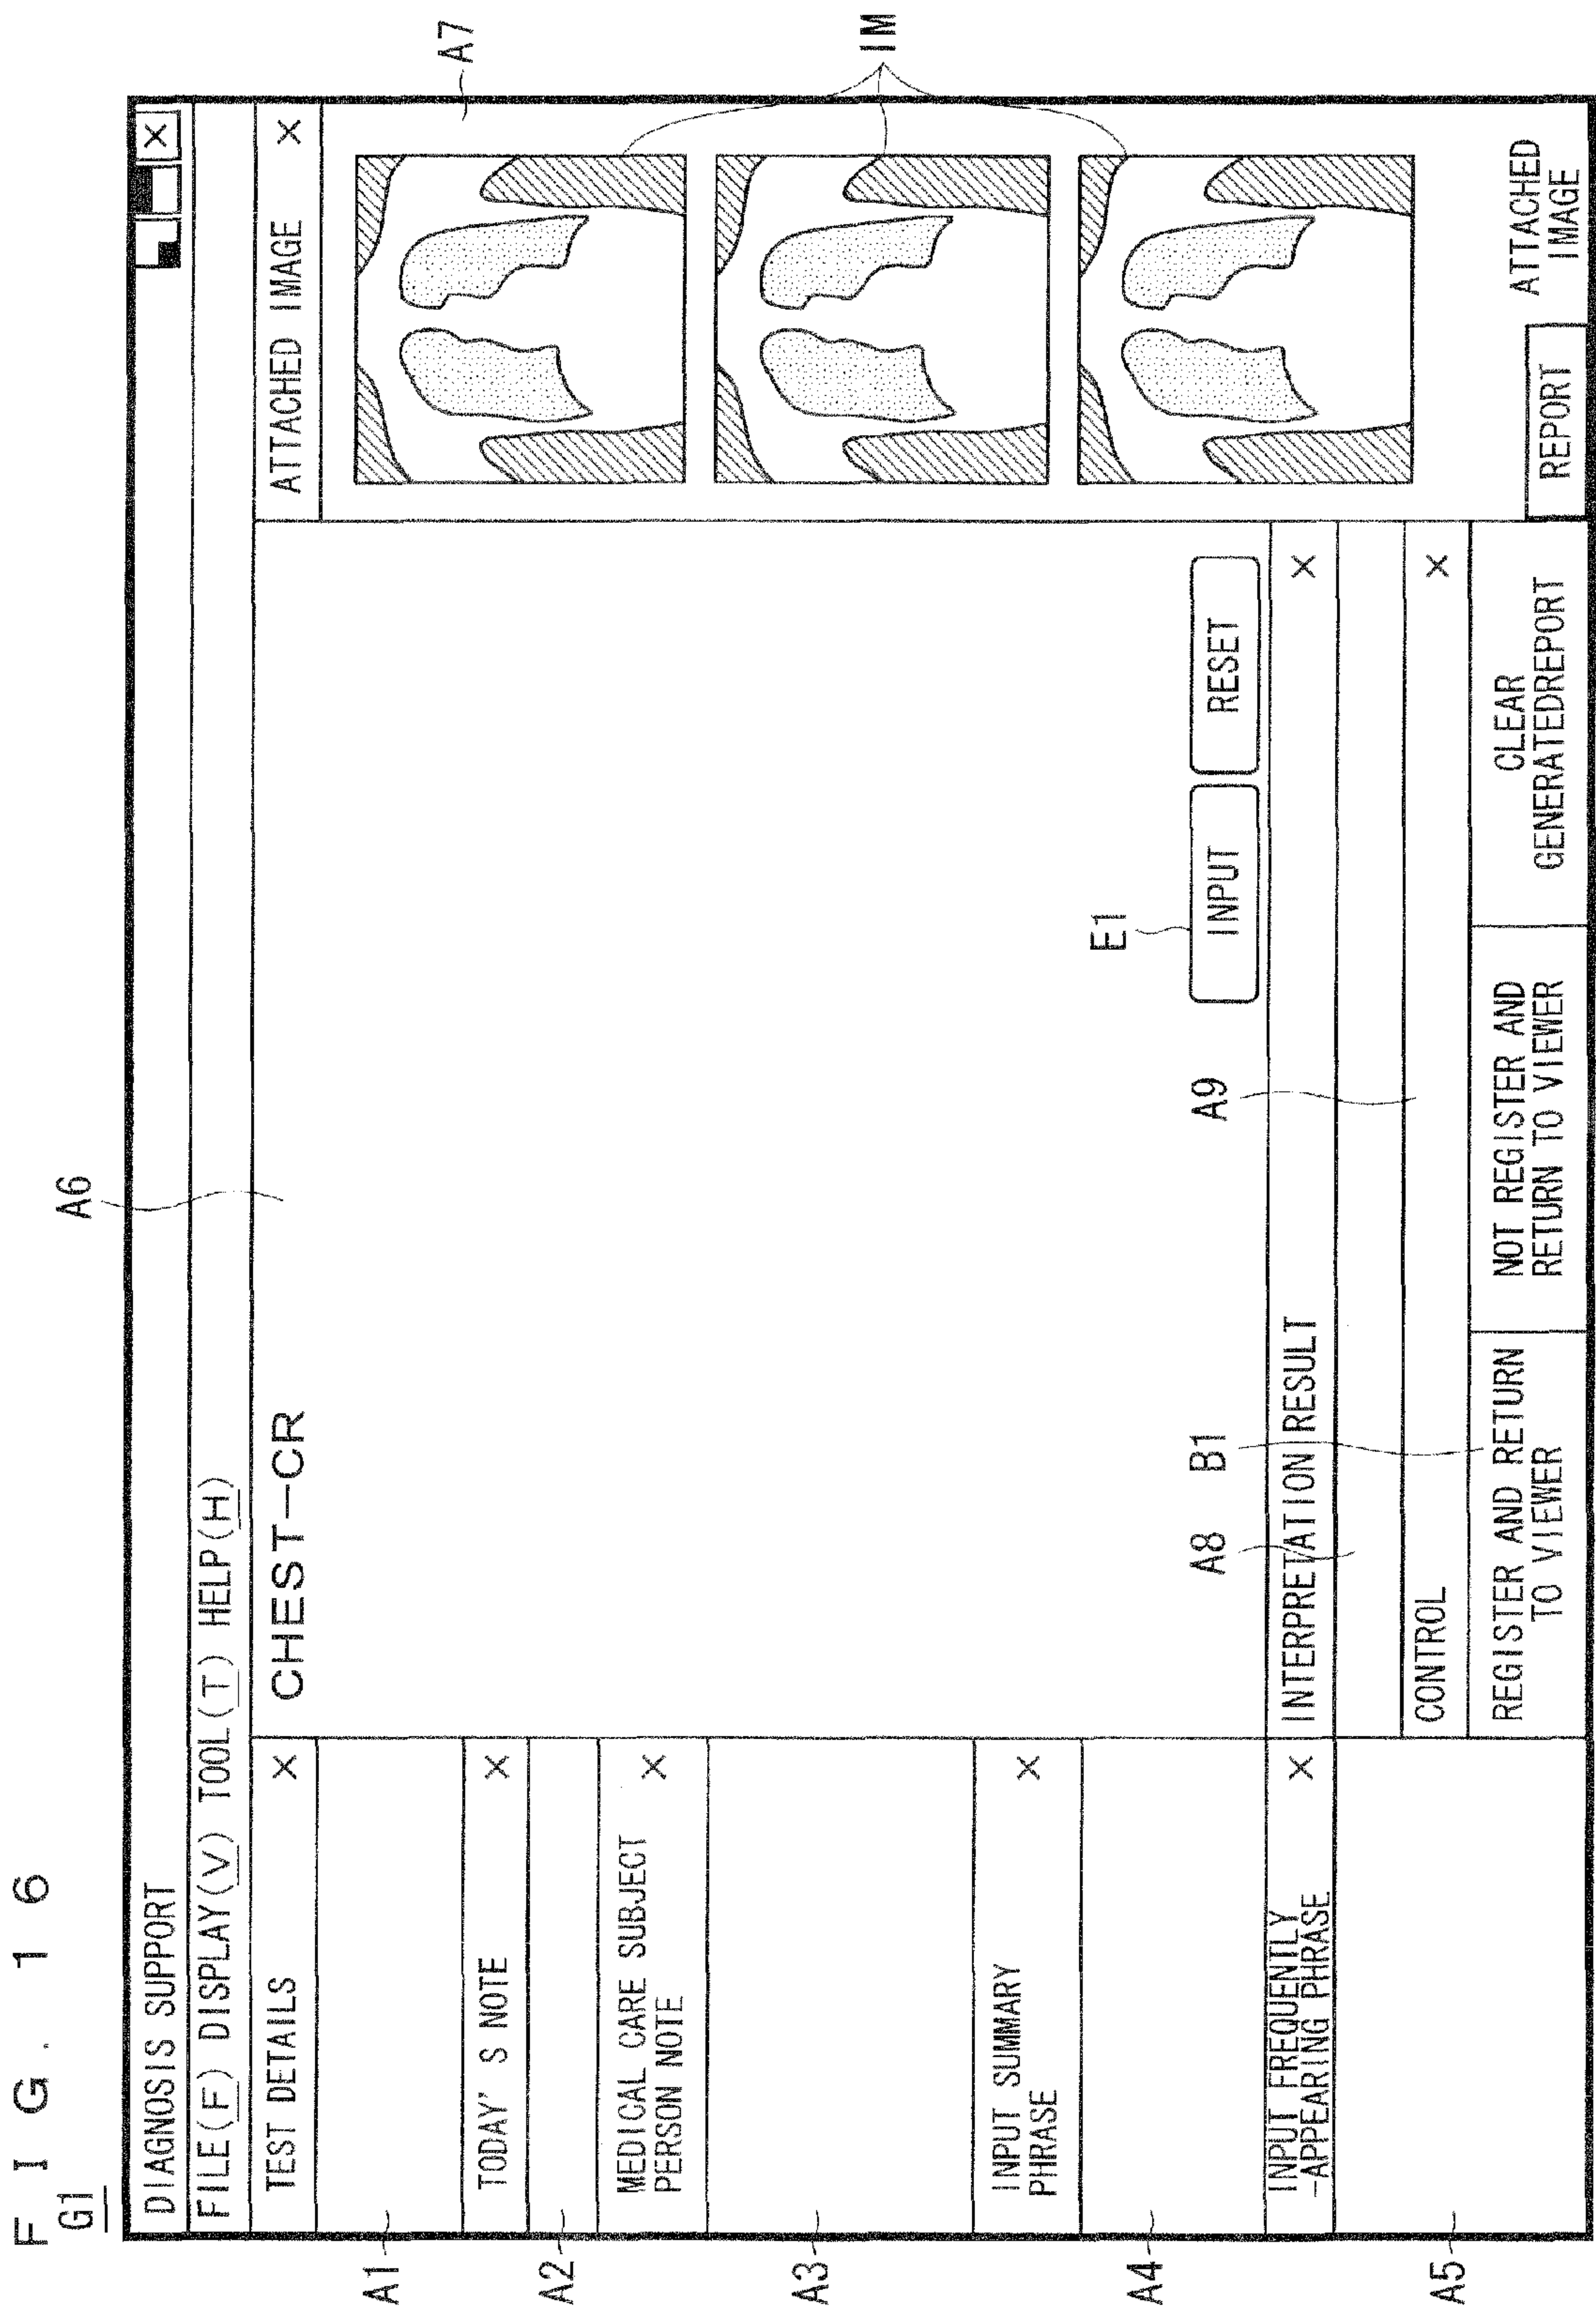 F I G . 1 6
G1
A6
DIAGNOSIS SUPPORT
×
FILE(F) DISPLAY(V) TOOL(T) HELP(H)
TEST DETAILS ×
CHEST—CR
ATTACHED IMAGE ×
A7
A1
TODAY' S NOTE ×
A2
MEDICAL CARE SUBJECT
PERSON NOTE
×
A3
IM
INPUT SUMMARY
PHRASE
×
A4
E1
INPUT
RESET
A8
B1
A9
INPUT FREQUENTLY
-APPEARING PHRASE
×
INTERPRETATION RESULT ×
A5
CONTROL ×
REGISTER AND RETURN
TO VIEWER
NOT REGISTER AND
RETURN TO VIEWER
CLEAR
GENERATEDREPORT
REPORT
ATTACHED
IMAGE